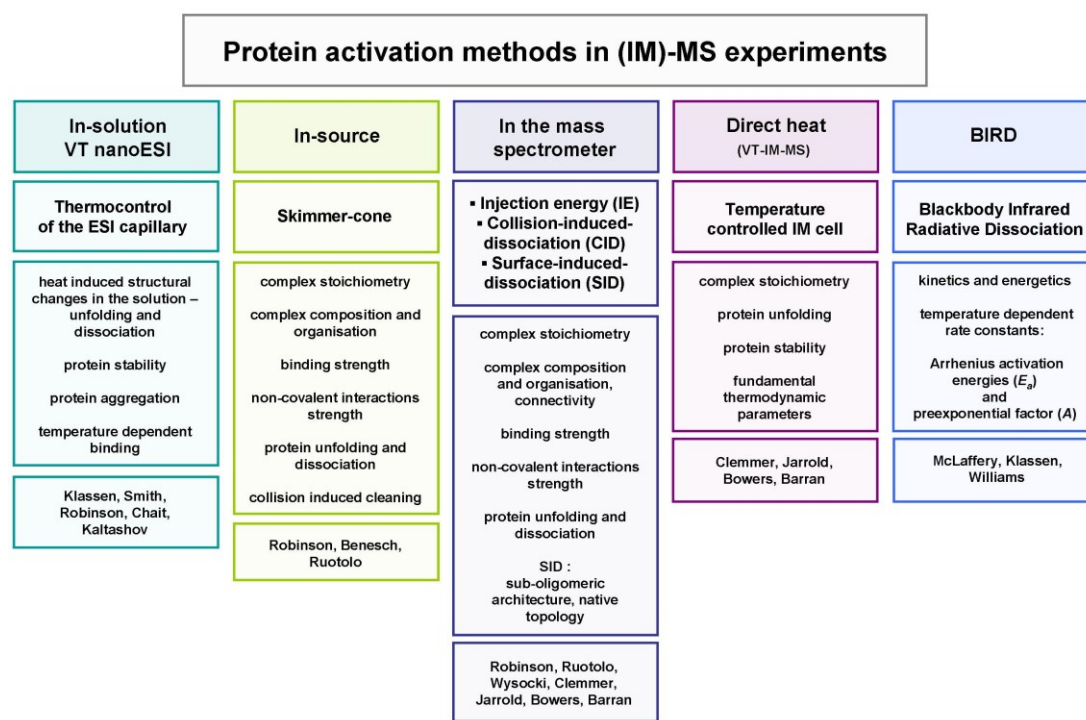 Protein activation methods in (IM)-MS experiments
In-solution
VT nanoESI
Thermocontrol
of the ESI capillary
heat induced structural
changes in the solution –
unfolding and
dissociation
protein stability
protein aggregation
temperature dependent
binding
Klassen, Smith,
Robinson, Chait,
Kaltashov
In-source
Skimmer-cone
complex stoichiometry
complex composition and
organisation
binding strength
non-covalent interactions
strength
protein unfolding and
dissociation
collision induced cleaning
Robinson, Benesch,
Ruotolo
In the mass
spectrometer
▪ Injection energy (IE)
▪ Collision-induced-
dissociation (CID)
▪ Surface-induced-
dissociation (SID)
complex stoichiometry
complex composition
and organisation,
connectivity
binding strength
non-covalent interactions
strength
protein unfolding and
dissociation
SID :
sub-oligomeric
architecture, native
topology
Robinson, Ruotolo,
Wysocki, Clemmer,
Jarrold, Bowers, Barran
Direct heat
(VT-IM-MS)
Temperature
controlled IM cell
complex stoichiometry
protein unfolding
protein stability
fundamental
thermodynamic
parameters
Clemmer, Jarrold,
Bowers, Barran
BIRD
Blackbody Infrared
Radiative Dissociation
kinetics and energetics
temperature dependent
rate constants:
Arrhenius activation
energies (Ea)
and
preexponential factor (A)
McLaffery, Klassen,
Williams